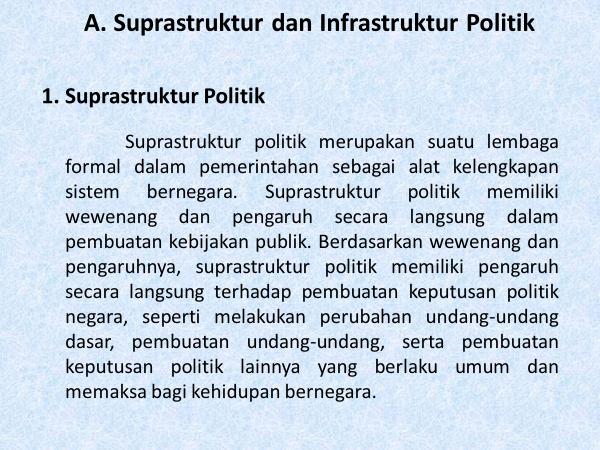 A. Suprastruktur dan Infrastruktur Politik
1. Suprastruktur Politik
Suprastruktur politik merupakan suatu lembaga
formal dalam pemerintahan sebagai alat kelengkapan
sistem bernegara. Suprastruktur politik memiliki
wewenang dan pengaruh secara langsung dalam
pembuatan kebijakan publik. Berdasarkan wewenang dan
pengaruhnya, suprastruktur politik memiliki pengaruh
secara langsung terhadap pembuatan keputusan politik
negara, seperti melakukan perubahan undang-undang
dasar, pembuatan undang-undang, serta pembuatan
keputusan politik lainnya yang berlaku umum dan
memaksa bagi kehidupan bernegara.